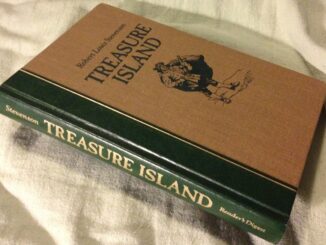 Robert Louis Stevenson
TREASURE
ISLAND
Stevenson TREASURE ISLAND Reader's Digest